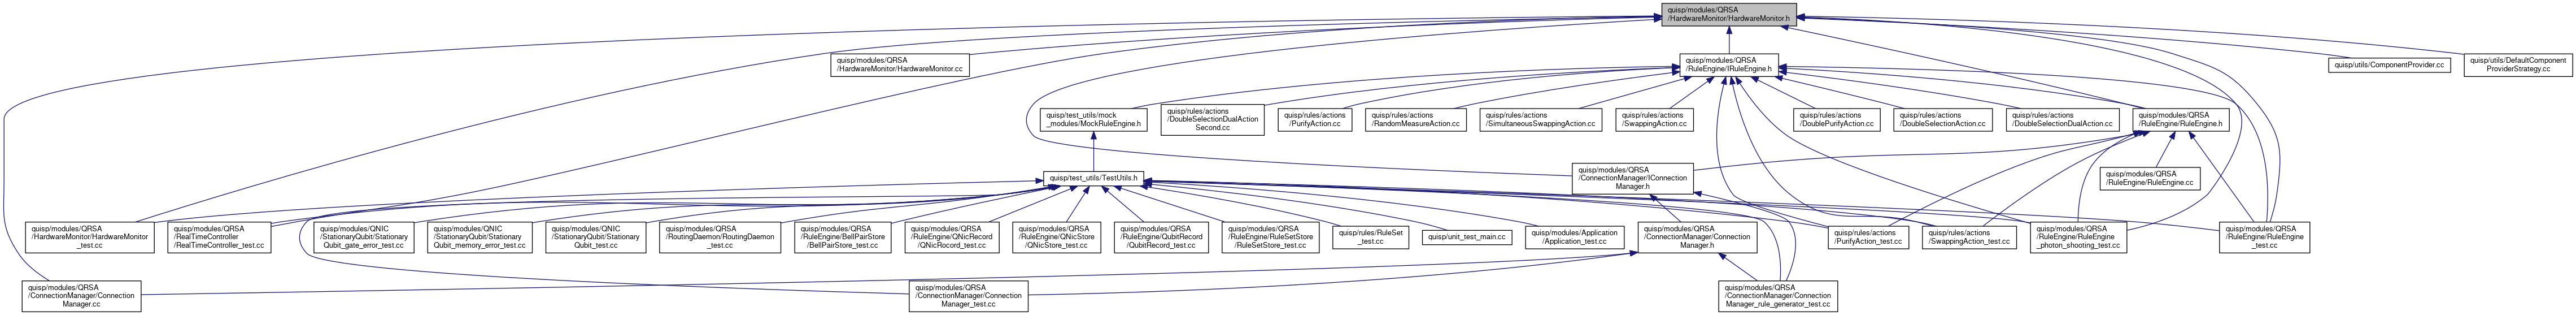 quisp/modules/QRSA
/HardwareMonitor/HardwareMonitor.h
quisp/modules/QRSA
/HardwareMonitor/HardwareMonitor.cc
quisp/modules/QRSA
/RuleEngine/IRuleEngine.h
quisp/utils/ComponentProvider.cc
quisp/utils/DefaultComponent
ProviderStrategy.cc
quisp/test_utils/mock
_modules/MockRuleEngine.h
quisp/rules/actions
/DoubleSelectionDualAction
Second.cc
quisp/rules/actions
/PurifyAction.cc
quisp/rules/actions
/RandomMeasureAction.cc
quisp/rules/actions
/SimultaneousSwappingAction.cc
quisp/rules/actions
/SwappingAction.cc
quisp/rules/actions
/DoublePurifyAction.cc
quisp/rules/actions
/DoubleSelectionAction.cc
quisp/rules/actions
/DoubleSelectionDualAction.cc
quisp/modules/QRSA
/RuleEngine/RuleEngine.h
quisp/test_utils/TestUtils.h
quisp/modules/QRSA
/ConnectionManager/IConnection
Manager.h
quisp/modules/QRSA
/RuleEngine/RuleEngine.cc
quisp/modules/QRSA
/HardwareMonitor/HardwareMonitor
_test.cc
quisp/modules/QRSA
/RealTimeController
/RealTimeController_test.cc
quisp/modules/QNIC
/StationaryQubit/Stationary
Qubit_gate_error_test.cc
quisp/modules/QNIC
/StationaryQubit/Stationary
Qubit_memory_error_test.cc
quisp/modules/QNIC
/StationaryQubit/Stationary
Qubit_test.cc
quisp/modules/QRSA
/RoutingDaemon/RoutingDaemon
_test.cc
quisp/modules/QRSA
/RuleEngine/BellPairStore
/BellPairStore_test.cc
quisp/modules/QRSA
/RuleEngine/QNicRecord
/QNicRocord_test.cc
quisp/modules/QRSA
/RuleEngine/QNicStore
/QNicStore_test.cc
quisp/modules/QRSA
/RuleEngine/QubitRecord
/QubitRecord_test.cc
quisp/modules/QRSA
/RuleEngine/RuleSetStore
/RuleSetStore_test.cc
quisp/rules/RuleSet
_test.cc
quisp/unit_test_main.cc
quisp/modules/Application
/Application_test.cc
quisp/modules/QRSA
/ConnectionManager/Connection
Manager.h
quisp/rules/actions
/PurifyAction_test.cc
quisp/rules/actions
/SwappingAction_test.cc
quisp/modules/QRSA
/RuleEngine/RuleEngine
_photon_shooting_test.cc
quisp/modules/QRSA
/RuleEngine/RuleEngine
_test.cc
quisp/modules/QRSA
/ConnectionManager/Connection
Manager.cc
quisp/modules/QRSA
/ConnectionManager/Connection
Manager_test.cc
quisp/modules/QRSA
/ConnectionManager/Connection
Manager_rule_generator_test.cc